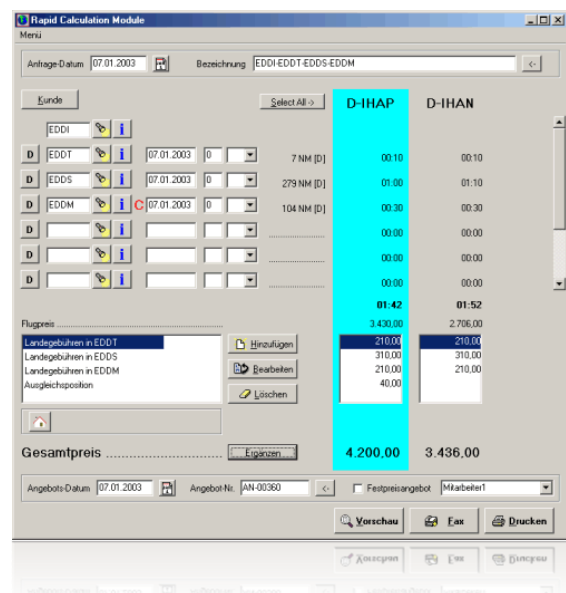 Rapid Calculation Module
Menü
Anfrage-Datum 07.01.2003 Bezeichnung EDDI-EDDT-EDDS-EDDM <-
Kunde Select All -> D-IHAP D-IHAN
EDDI i
D EDDT i 07.01.2003 0 7 NM [D] 00:10 00:10
D EDDS i 07.01.2003 0 279 NM [D] 01:00 01:10
D EDDM i C 07.01.2003 0 104 NM [D] 00:30 00:30
D i 00:00 00:00
D i 00:00 00:00
D i 00:00 00:00
01:42 01:52
Flugpreis 3.430,00 2.706,00
Landegebühren in EDDT Hinzufügen 210,00 210,00
Landegebühren in EDDS 310,00 310,00
Landegebühren in EDDM Bearbeiten 210,00 210,00
Ausgleichsposition 40,00
Löschen
Gesamtpreis Ergänzen... 4.200,00 3.436,00
Angebots-Datum 07.01.2003 Angebot-Nr. AN-00360 <- Festpreisangebot Mitarbeiter1
Vorschau Fax Drucken